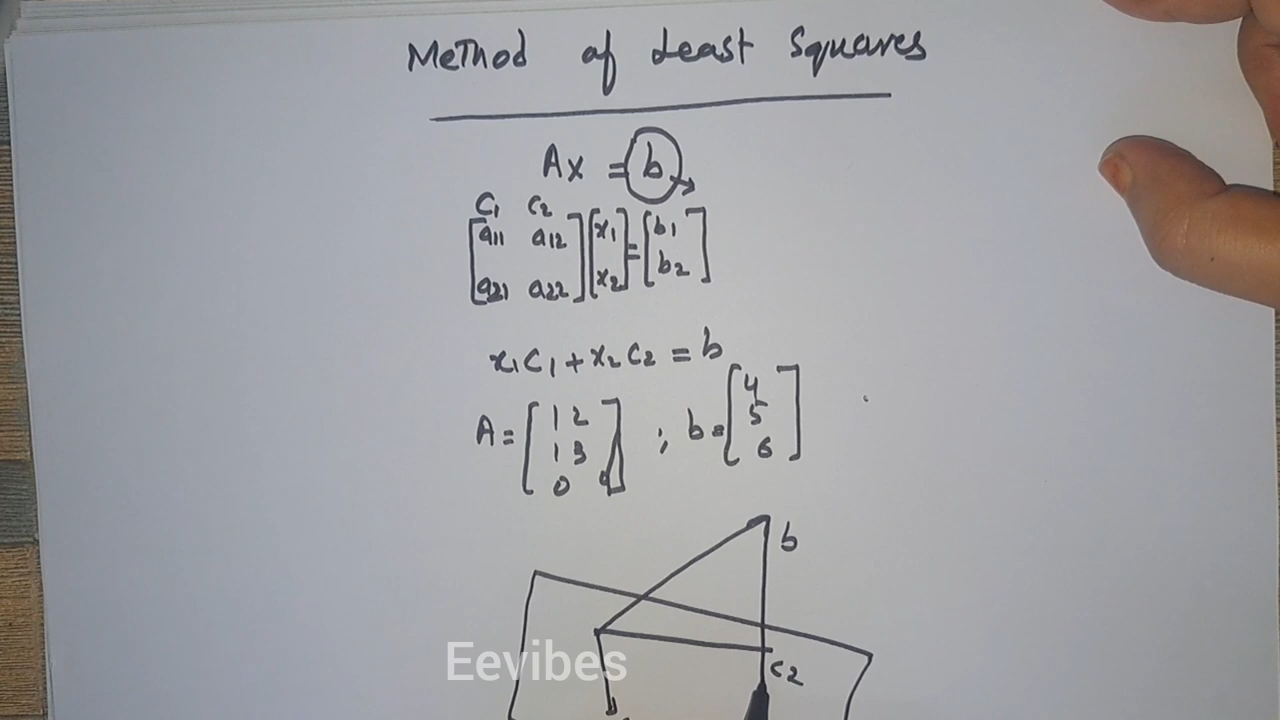 Method of Least Squares
Ax = b
C1 C2
[a11 a12] [x1] = [b1]
[a21 a22] [x2] [b2]
x1C1 + x2C2 = b
A = [1 2; b = [4
1 3 5
0 0] 6]
b
C2
Eevibes